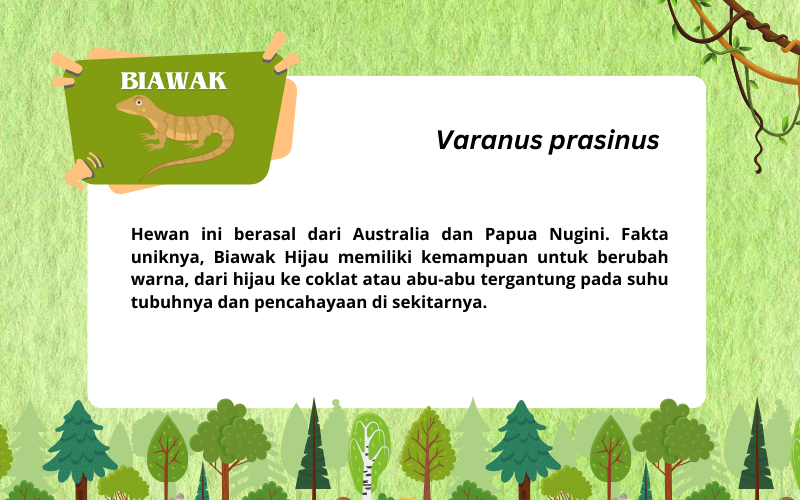 BIAWAK
Varanus prasinus
Hewan ini berasal dari Australia dan Papua Nugini. Fakta
uniknya, Biawak Hijau memiliki kemampuan untuk berubah
warna, dari hijau ke coklat atau abu-abu tergantung pada suhu
tubuhnya dan pencahayaan di sekitarnya.